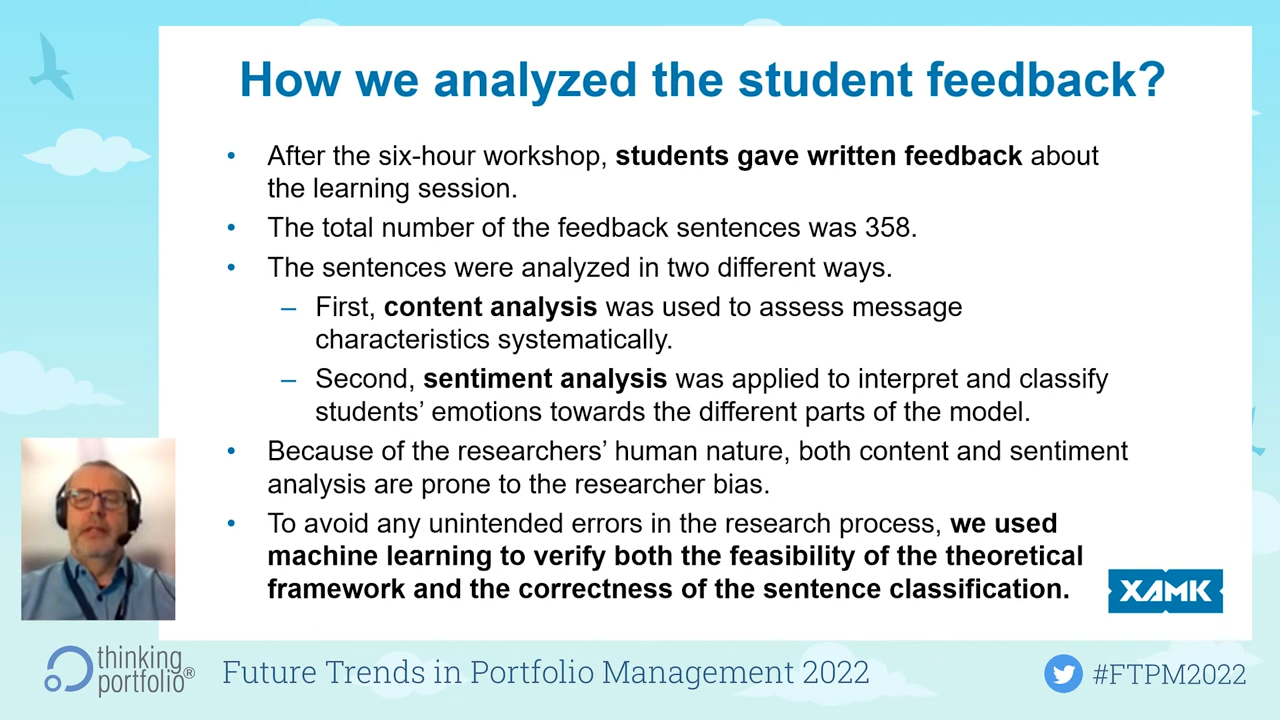 How we analyzed the student feedback?
• After the six-hour workshop, students gave written feedback about
the learning session.
• The total number of the feedback sentences was 358.
• The sentences were analyzed in two different ways.
– First, content analysis was used to assess message
characteristics systematically.
– Second, sentiment analysis was applied to interpret and classify
students’ emotions towards the different parts of the model.
• Because of the researchers’ human nature, both content and sentiment
analysis are prone to the researcher bias.
• To avoid any unintended errors in the research process, we used
machine learning to verify both the feasibility of the theoretical
framework and the correctness of the sentence classification.
XAMK
thinking
portfolio®
Future Trends in Portfolio Management 2022
#FTPM2022